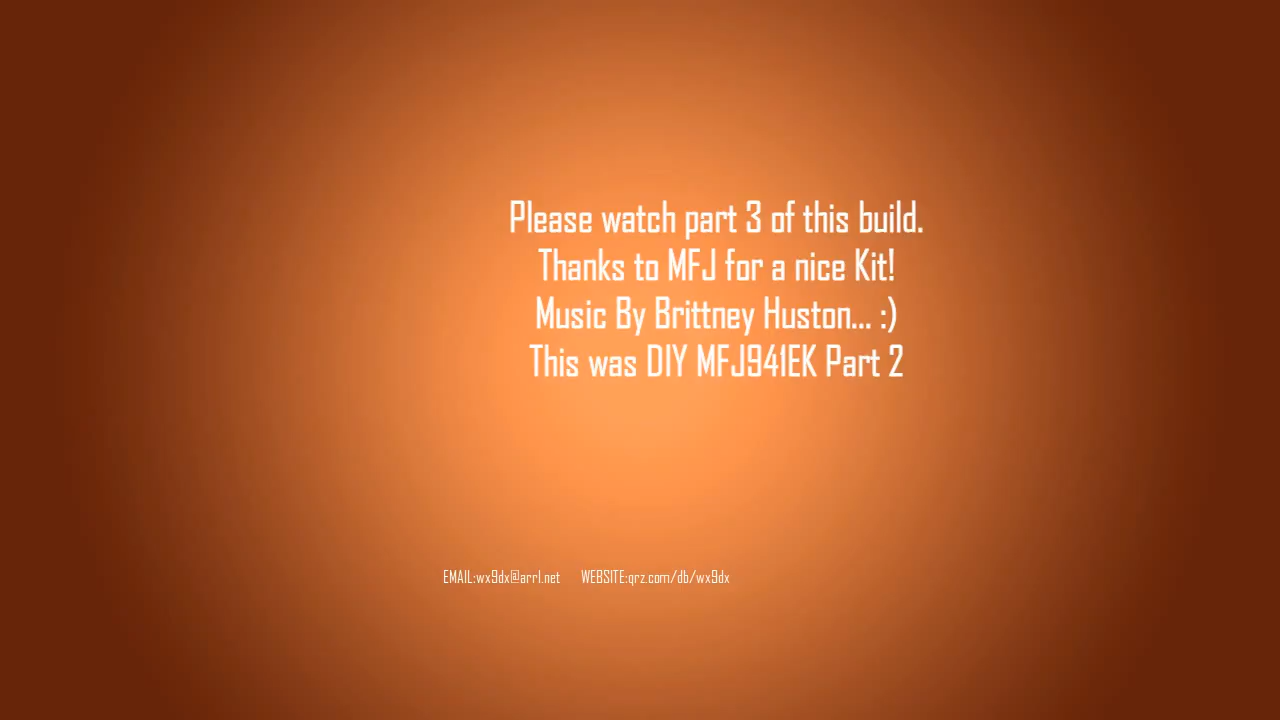 Please watch part 3 of this build.
Thanks to MFJ for a nice Kit!
Music By Brittney Huston... :)
This was DIY MFJ941EK Part 2
EMAIL:wx9dx@arrl.net WEBSITE:qrz.com/db/wx9dx